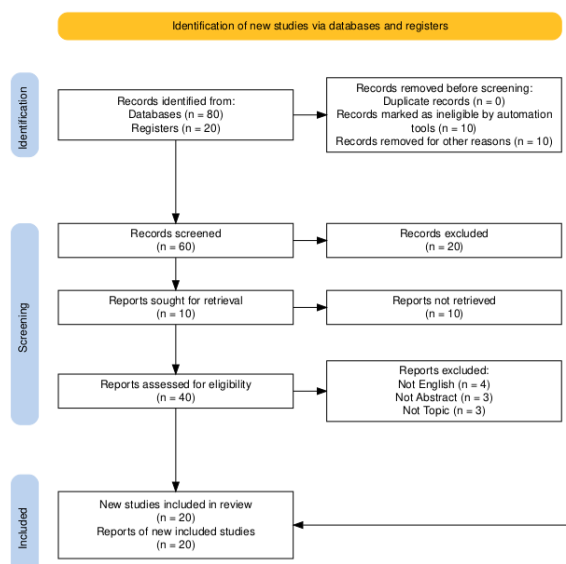 Identification of new studies via databases and registers
Identification
Records identified from:
Databases (n = 80)
Registers (n = 20)
Records removed before screening:
Duplicate records (n = 0)
Records marked as ineligible by automation
tools (n = 10)
Records removed for other reasons (n = 10)
Screening
Records screened
(n = 60)
Records excluded
(n = 20)
Reports sought for retrieval
(n = 10)
Reports not retrieved
(n = 10)
Reports assessed for eligibility
(n = 40)
Reports excluded:
Not English (n = 4)
Not Abstract (n = 3)
Not Topic (n = 3)
Included
New studies included in review
(n = 20)
Reports of new included studies
(n = 20)